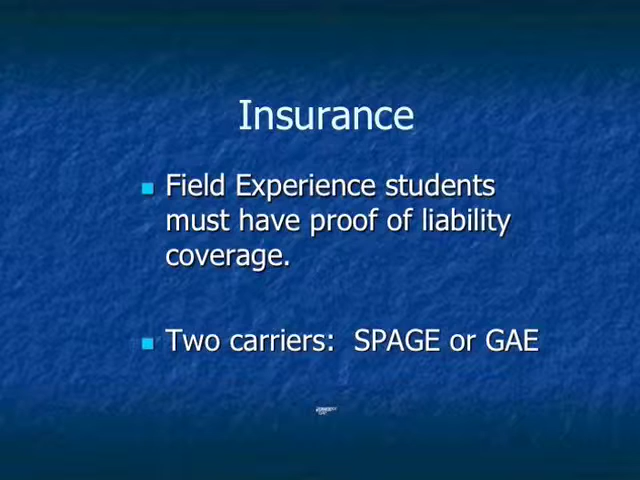 Insurance
Field Experience students
must have proof of liability
coverage.
Two carriers:  SPAGE or GAE